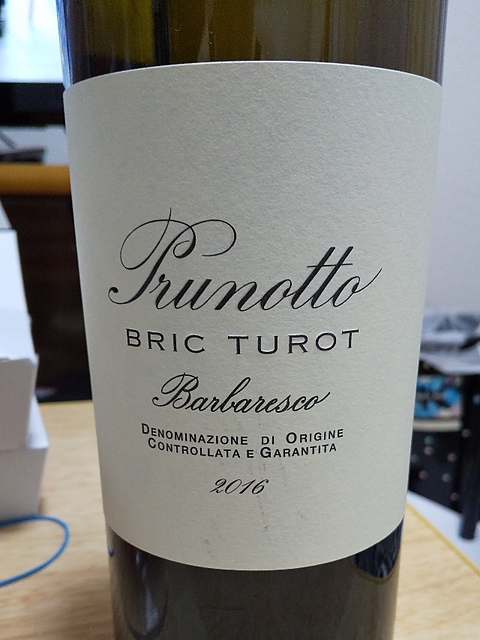 Prunotto
BRIC TUROT
Barbaresco
DENOMINAZIONE DI ORIGINE
CONTROLLATA E GARANTITA
2016